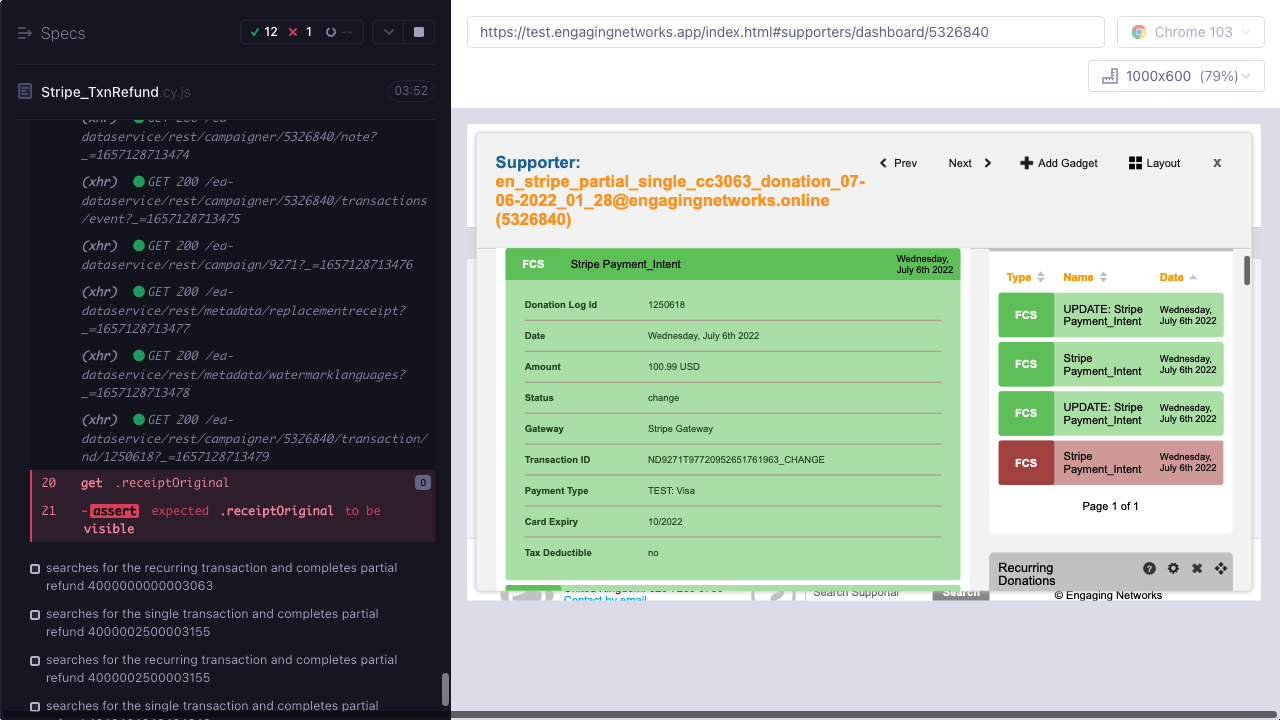 Specs
12
1
--
Stripe_TxnRefund.cy.js
03:52
(xhr) GET 200 /ea-
dataservice/rest/campaigner/5326840/note?
_=1657128713474
(xhr) GET 200 /ea-
dataservice/rest/campaigner/5326840/transactions
/event?_=1657128713475
(xhr) GET 200 /ea-
dataservice/rest/campaign/9271?_=1657128713476
(xhr) GET 200 /ea-
dataservice/rest/metadata/replacementreceipt?
_=1657128713477
(xhr) GET 200 /ea-
dataservice/rest/metadata/watermarklanguages?
_=1657128713478
(xhr) GET 200 /ea-
dataservice/rest/campaigner/5326840/transaction/
nd/1250618?_=1657128713479
20 get .receiptOriginal 0
21 -assert expected .receiptOriginal to be
visible
searches for the recurring transaction and completes partial
refund 4000000000003063
searches for the single transaction and completes partial
refund 4000002500003155
searches for the recurring transaction and completes partial
refund 4000002500003155
searches for the single transaction and completes partial
https://test.engagingnetworks.app/index.html#supporters/dashboard/5326840
Chrome 103
1000x600 (79%)
Supporter:
en_stripe_partial_single_cc3063_donation_07-
06-2022_01_28@engagingnetworks.online
(5326840)
Prev
Next
Add Gadget
Layout
x
FCS Stripe Payment_Intent Wednesday,
July 6th 2022
Donation Log Id 1250618
Date Wednesday, July 6th 2022
Amount 100.99 USD
Status change
Gateway Stripe Gateway
Transaction ID ND9271T97720952651761963_CHANGE
Payment Type TEST: Visa
Card Expiry 10/2022
Tax Deductible no
Type Name Date
FCS UPDATE: Stripe Wednesday,
Payment_Intent July 6th 2022
FCS Stripe Wednesday,
Payment_Intent July 6th 2022
FCS UPDATE: Stripe Wednesday,
Payment_Intent July 6th 2022
FCS Stripe Wednesday,
Payment_Intent July 6th 2022
Page 1 of 1
Recurring
Donations
Contact by email
Search Supportal
Search
© Engaging Networks